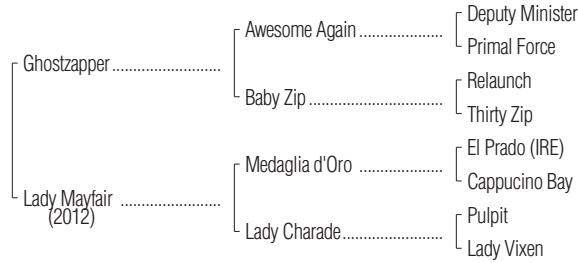 Deputy Minister
Awesome Again
Primal Force
Ghostzapper
Relaunch
Baby Zip
Thirty Zip
El Prado (IRE)
Medaglia d'Oro
Cappucino Bay
Lady Mayfair
(2012)
Pulpit
Lady Charade
Lady Vixen